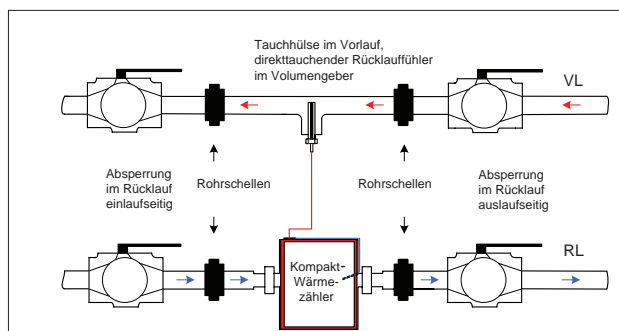 Tauchhülse im Vorlauf,
direkttauchender Rücklauffühler
im Volumengeber
VL
Absperrung
im Rücklauf
einlaufseitig
Rohrschellen
Rohrschellen
Absperrung
im Rücklauf
auslaufseitig
RL
Kompakt-
Wärme-
zähler